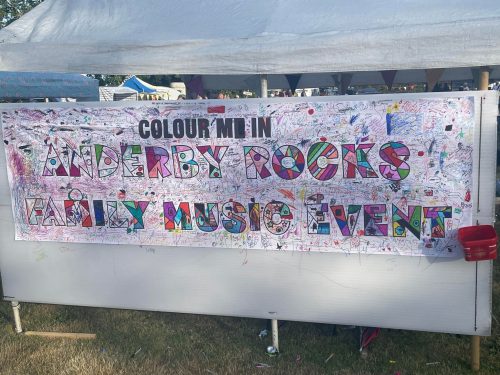 COLOUR ME IN
ANDERBY ROCKS
FAMILY MUSIC EVENT